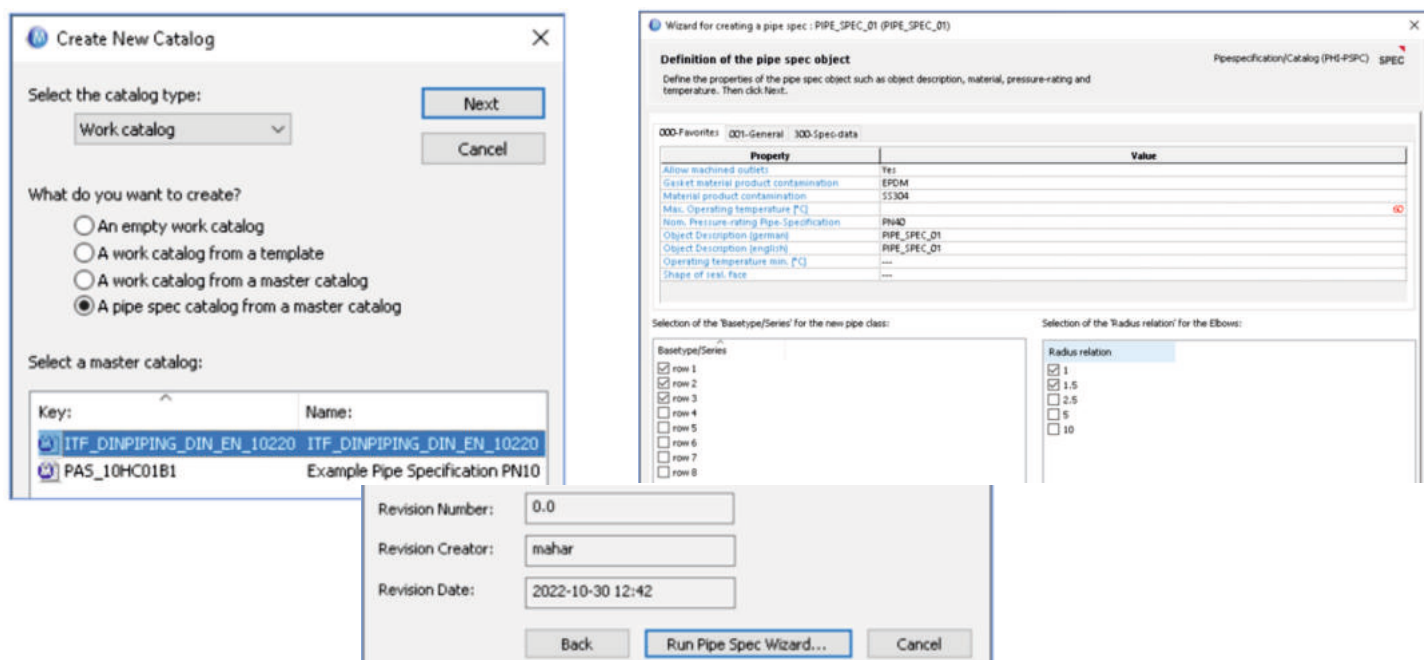 Create New Catalog
Select the catalog type:
Work catalog
Next
Cancel
What do you want to create?
An empty work catalog
A work catalog from a template
A work catalog from a master catalog
A pipe spec catalog from a master catalog
Select a master catalog:
Key: Name:
ITF_DINPIPING_DIN_EN_10220 ITF_DINPIPING_DIN_EN_10220
PAS_10HC01B1 Example Pipe Specification PN10
Wizard for creating a pipe spec : PIPE_SPEC_01 (PIPE_SPEC_01)
Definition of the pipe spec object
Pipespecification/Catalog (PHI-PSPC) SPEC
Define the properties of the pipe spec object such as object description, material, pressure-rating and
temperature. Then click Next.
000-Favorites 001-General 300-Spec-data
Property Value
Allow machined outlets Yes
Gasket material product contamination EPDM
Material product contamination SS304
Max. Operating temperature [°C] 60
Nom. Pressure-rating Pipe-Specification PN40
Object Description (german) PIPE_SPEC_01
Object Description (english) PIPE_SPEC_01
Operating temperature min. [°C] ---
Shape of seal. face ---
Selection of the 'Basetype/Series' for the new pipe class:
Basetype/Series
row 1
row 2
row 3
row 4
row 5
row 6
row 7
row 8
Selection of the 'Radius relation' for the Elbows:
Radius relation
1
1.5
2.5
5
10
Revision Number: 0.0
Revision Creator: mahar
Revision Date: 2022-10-30 12:42
Back Run Pipe Spec Wizard... Cancel